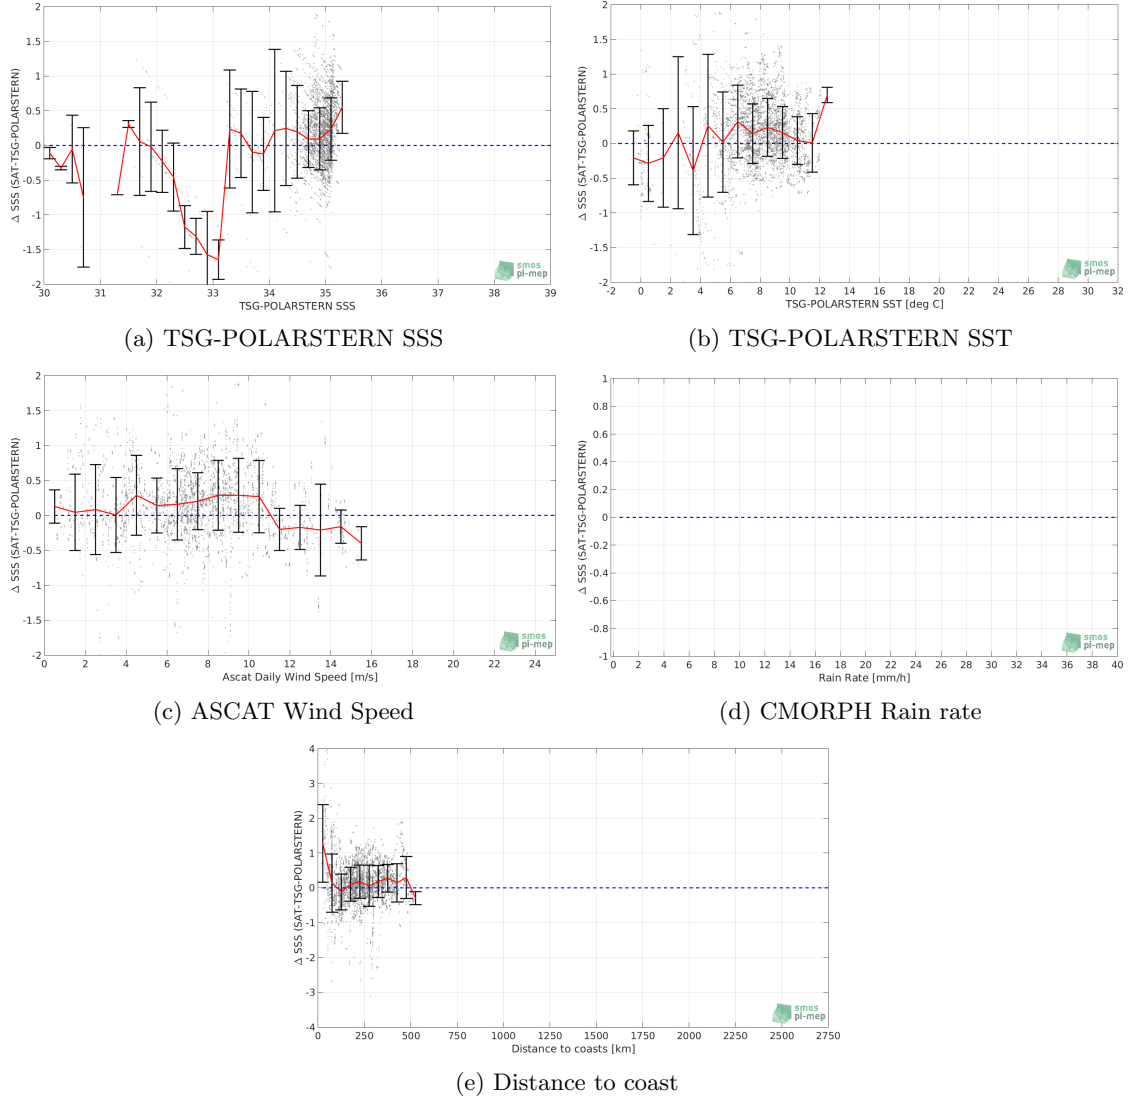 2
1.5
1
0.5
0
-0.5
-1
-1.5
-2
Δ SSS (SAT-TSG-POLARSTERN)
30 31 32 33 34 35 36 37 38 39
TSG-POLARSTERN SSS
smos
pi-mep
(a) TSG-POLARSTERN SSS
2
1.5
1
0.5
0
-0.5
-1
-1.5
-2
Δ SSS (SAT-TSG-POLARSTERN)
-2 0 2 4 6 8 10 12 14 16 18 20 22 24 26 28 30 32
TSG-POLARSTERN SST [deg C]
smos
pi-mep
(b) TSG-POLARSTERN SST
2
1.5
1
0.5
0
-0.5
-1
-1.5
-2
Δ SSS (SAT-TSG-POLARSTERN)
0 2 4 6 8 10 12 14 16 18 20 22 24
Ascat Daily Wind Speed [m/s]
smos
pi-mep
(c) ASCAT Wind Speed
1
0.8
0.6
0.4
0.2
0
-0.2
-0.4
-0.6
-0.8
-1
Δ SSS (SAT-TSG-POLARSTERN)
0 2 4 6 8 10 12 14 16 18 20 22 24 26 28 30 32 34 36 38 40
Rain Rate [mm/h]
smos
pi-mep
(d) CMORPH Rain rate
4
3
2
1
0
-1
-2
-3
-4
Δ SSS (SAT-TSG-POLARSTERN)
0 250 500 750 1000 1250 1500 1750 2000 2250 2500 2750
Distance to coasts [km]
smos
pi-mep
(e) Distance to coast